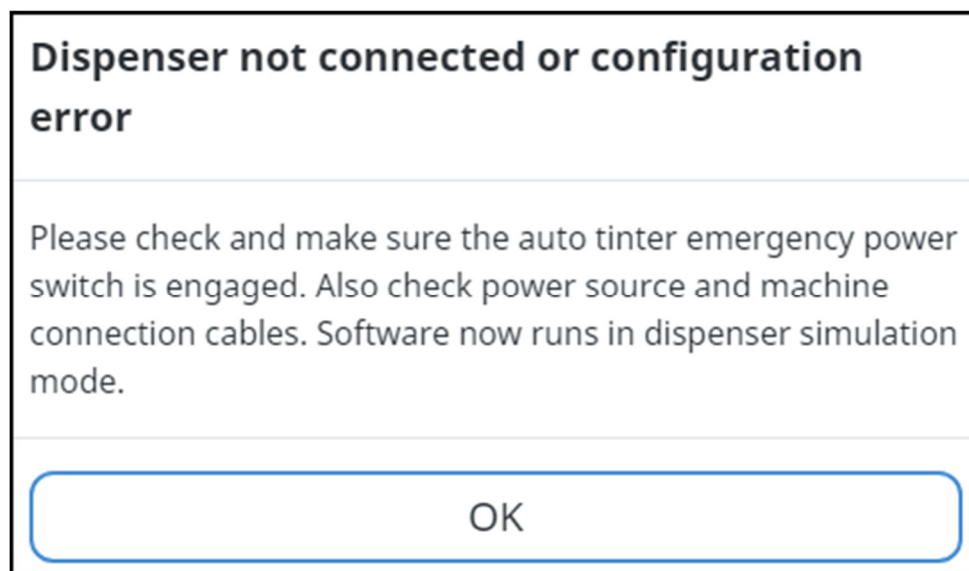 Dispenser not connected or configuration
error
Please check and make sure the auto tinter emergency power
switch is engaged. Also check power source and machine
connection cables. Software now runs in dispenser simulation
mode.
OK